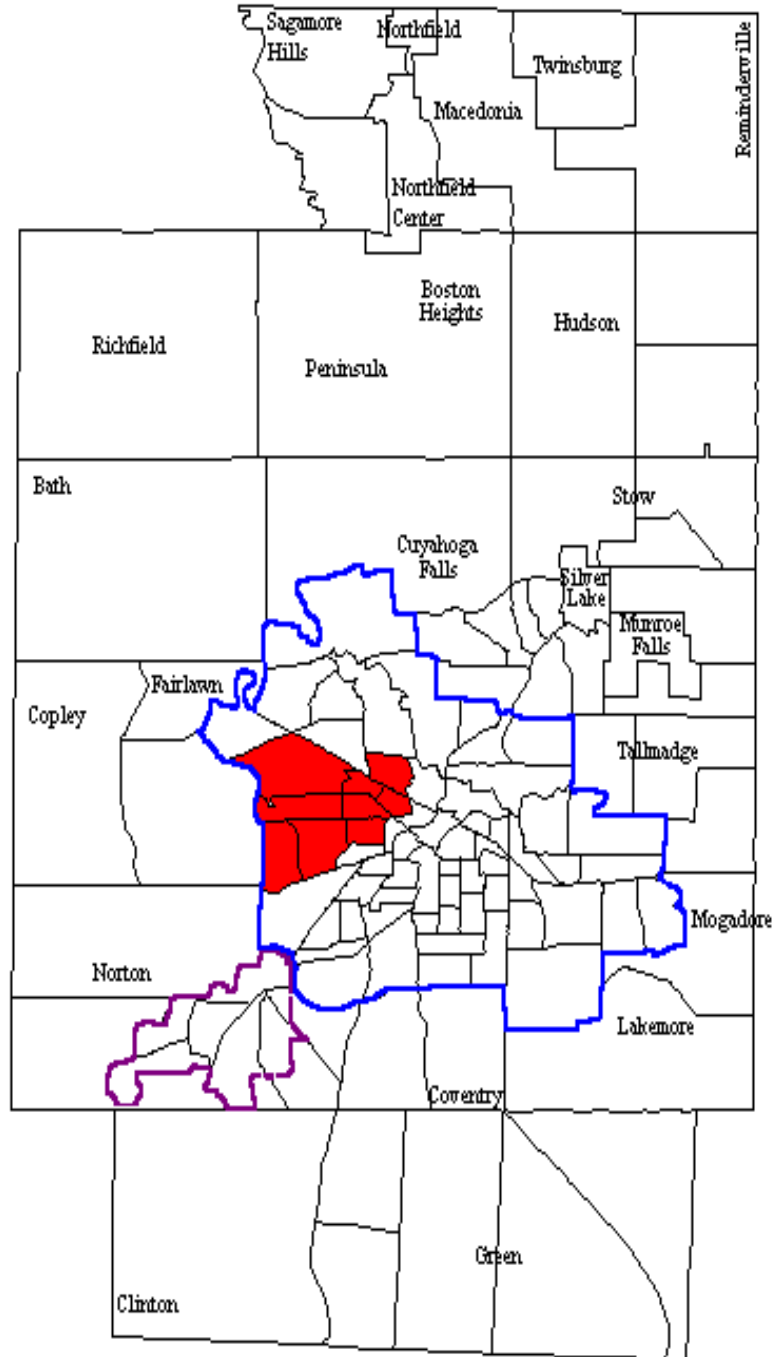 Sagamore
Hills
Northfield
Twinsburg
Reminderville
Macedonia
Northfield
Center
Boston
Heights
Hudson
Richfield
Peninsula
Bath
Stow
Cuyahoga
Falls
Silver
Lake
Munroe
Falls
Fairlawn
Copley
Tallmadge
Mogadore
Norton
Lakemore
Coventry
Green
Clinton